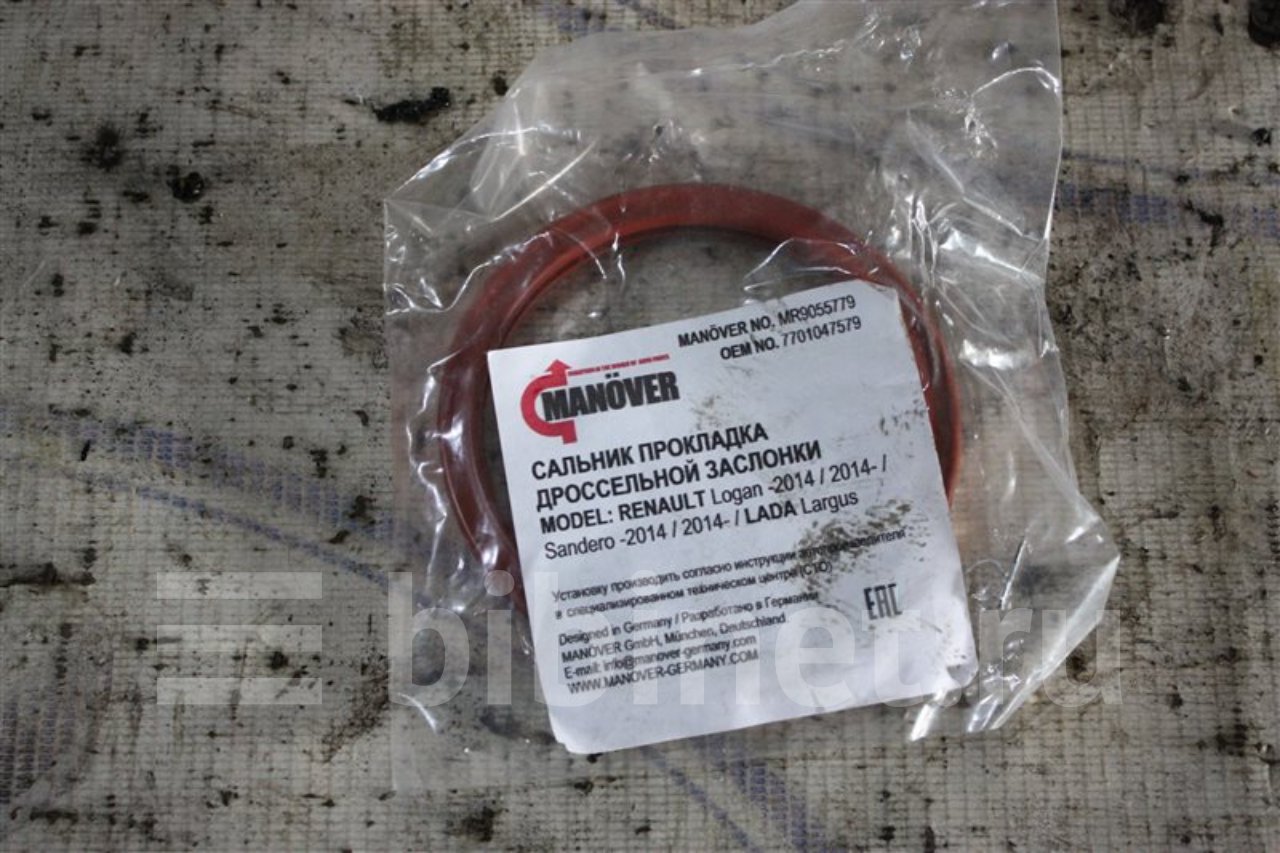 MANÖVER NO. MR9055779
OEM NO. 7701047579
MANÖVER
САЛЬНИК ПРОКЛАДКА
ДРОССЕЛЬНОЙ ЗАСЛОНКИ
MODEL: RENAULT Logan -2014 / 2014- /
Sandero -2014 / 2014- / LADA Largus
Установку производить согласно инструкции автопроизводителя
в специализированном техническом центре (СТО)
Designed in Germany / Разработано в Германии
MANÖVER GmbH, München, Deutschland
E-mail: info@manover-germany.com
WWW.MANOVER-GERMANY.COM
EAC
bibinet.ru